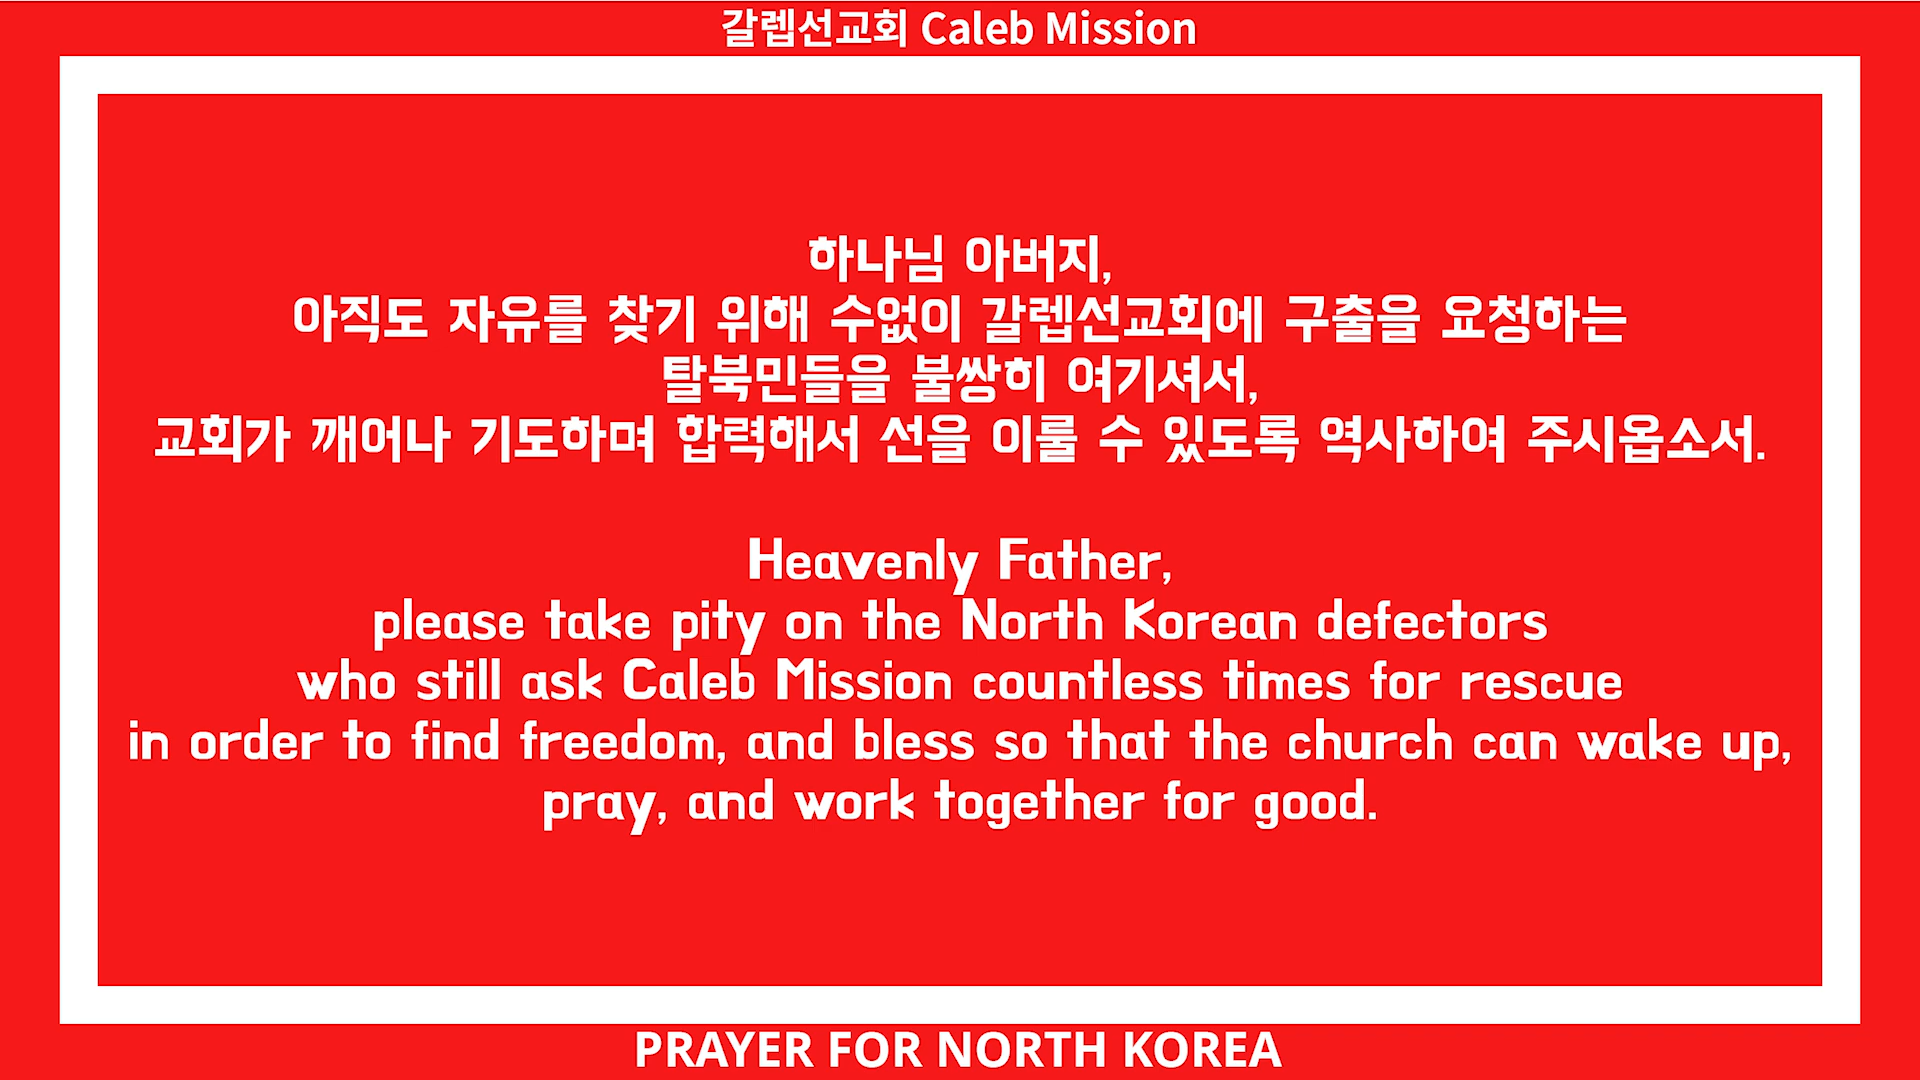 갈렙선교회 Caleb Mission
하나님 아버지,
아직도 자유를 찾기 위해 수없이 갈렙선교회에 구출을 요청하는
탈북민들을 불쌍히 여기셔서,
교회가 깨어나 기도하며 합력해서 선을 이룰 수 있도록 역사하여 주시옵소서.
Heavenly Father,
please take pity on the North Korean defectors
who still ask Caleb Mission countless times for rescue
in order to find freedom, and bless so that the church can wake up,
pray, and work together for good.
PRAYER FOR NORTH KOREA